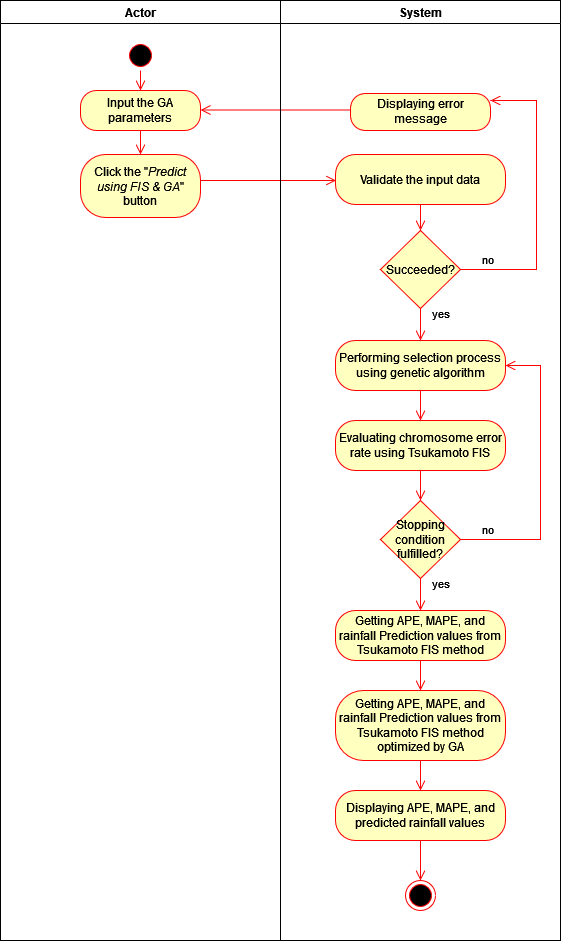 Actor
System
Input the GA
parameters
Displaying error
message
Click the "Predict
using FIS & GA"
button
Validate the input data
Succeeded?
no
yes
Performing selection process
using genetic algorithm
Evaluating chromosome error
rate using Tsukamoto FIS
Stopping
condition
fulfilled?
no
yes
Getting APE, MAPE, and
rainfall Prediction values from
Tsukamoto FIS method
Getting APE, MAPE, and
rainfall Prediction values from
Tsukamoto FIS method
optimized by GA
Displaying APE, MAPE, and
predicted rainfall values